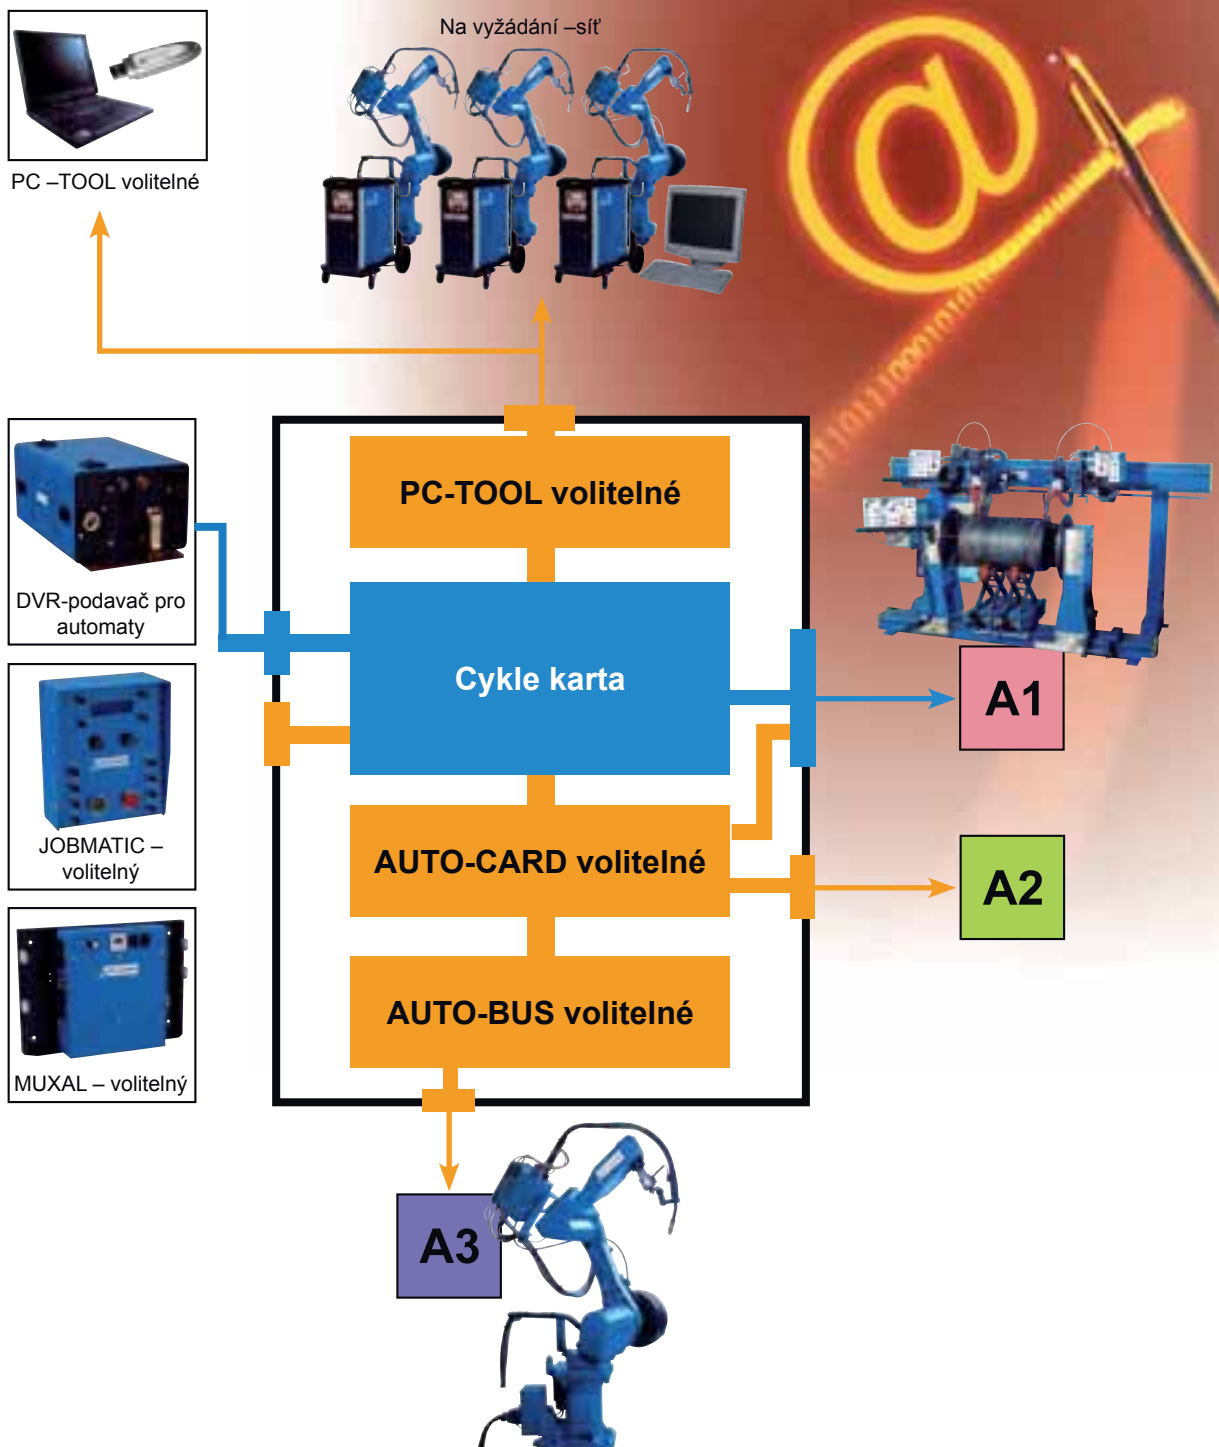 Na vyžádání –síť
PC –TOOL volitelné
PC-TOOL volitelné
DVR-podavač pro
automaty
Cykle karta
A1
JOBMATIC –
volitelný
AUTO-CARD volitelné
A2
AUTO-BUS volitelné
MUXAL – volitelný
A3
@